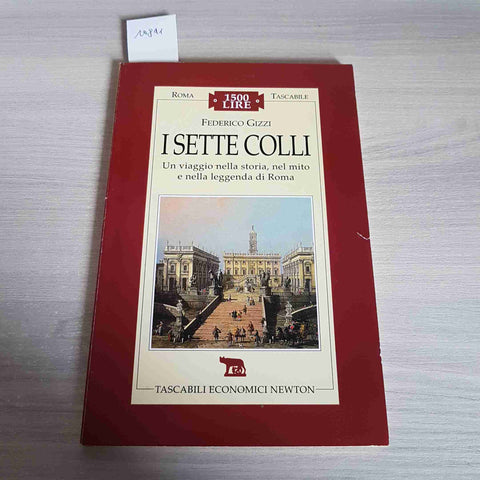 ROMA
1500
LIRE
TASCABILE
FEDERICO GIZZI
I SETTE COLLI
Un viaggio nella storia, nel mito
e nella leggenda di Roma
TASCABILI ECONOMICI NEWTON